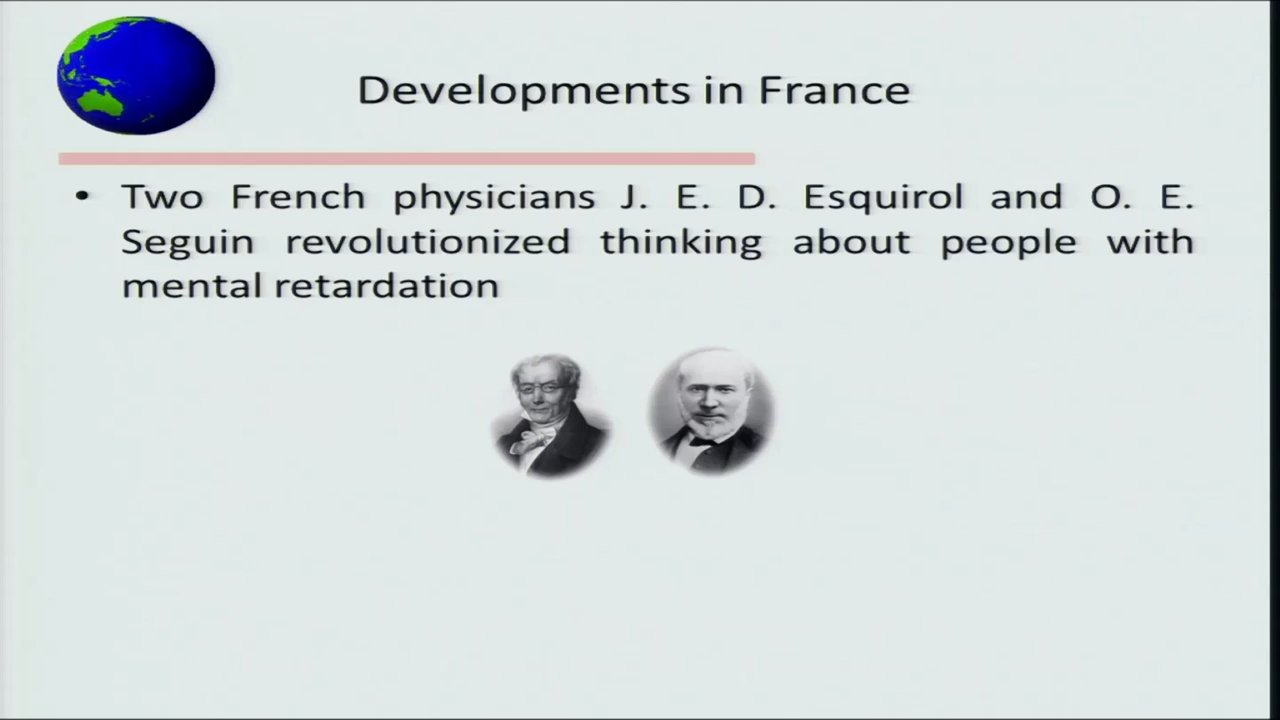 Developments in France
• Two French physicians J. E. D. Esquirol and O. E.
Seguin revolutionized thinking about people with
mental retardation